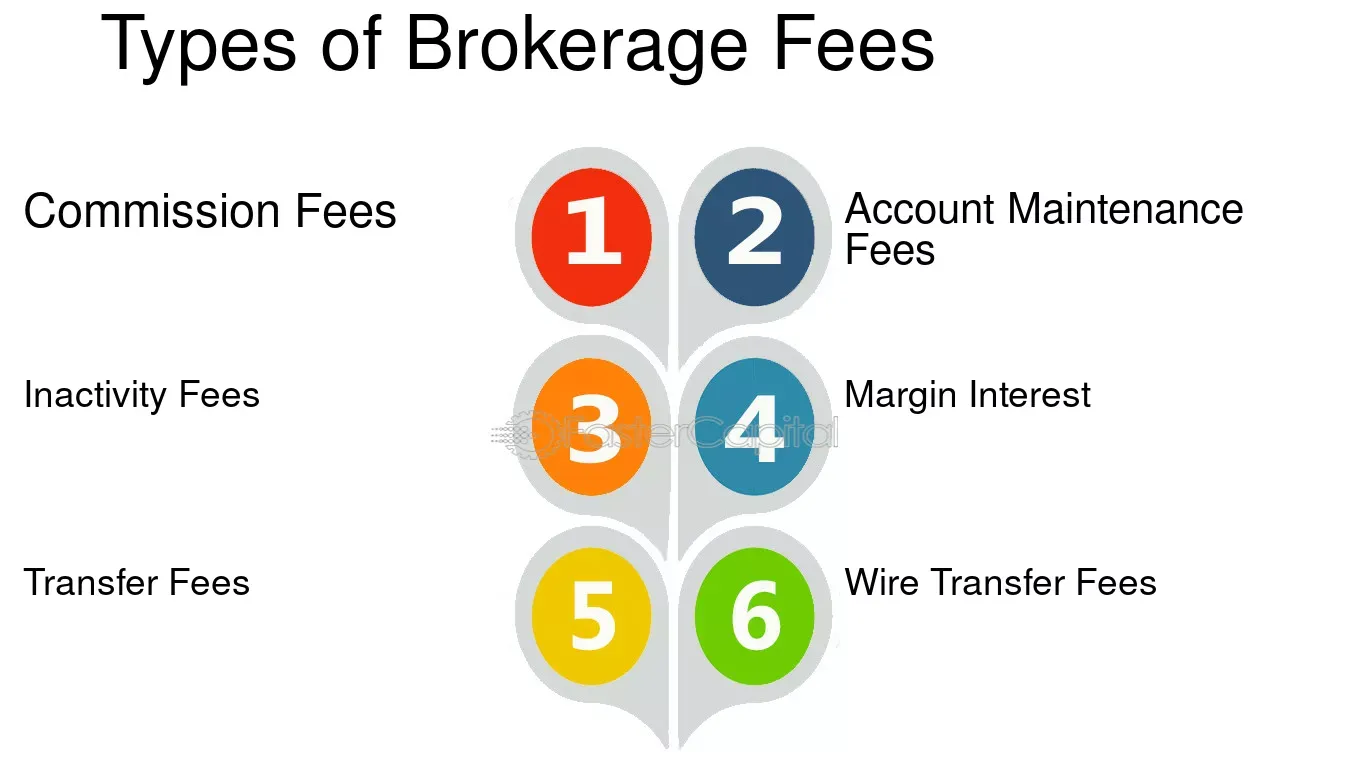 Types of Brokerage Fees
Commission Fees
1
2
Account Maintenance
Fees
Inactivity Fees
3
4
Margin Interest
FasterCapital
Transfer Fees
5
6
Wire Transfer Fees